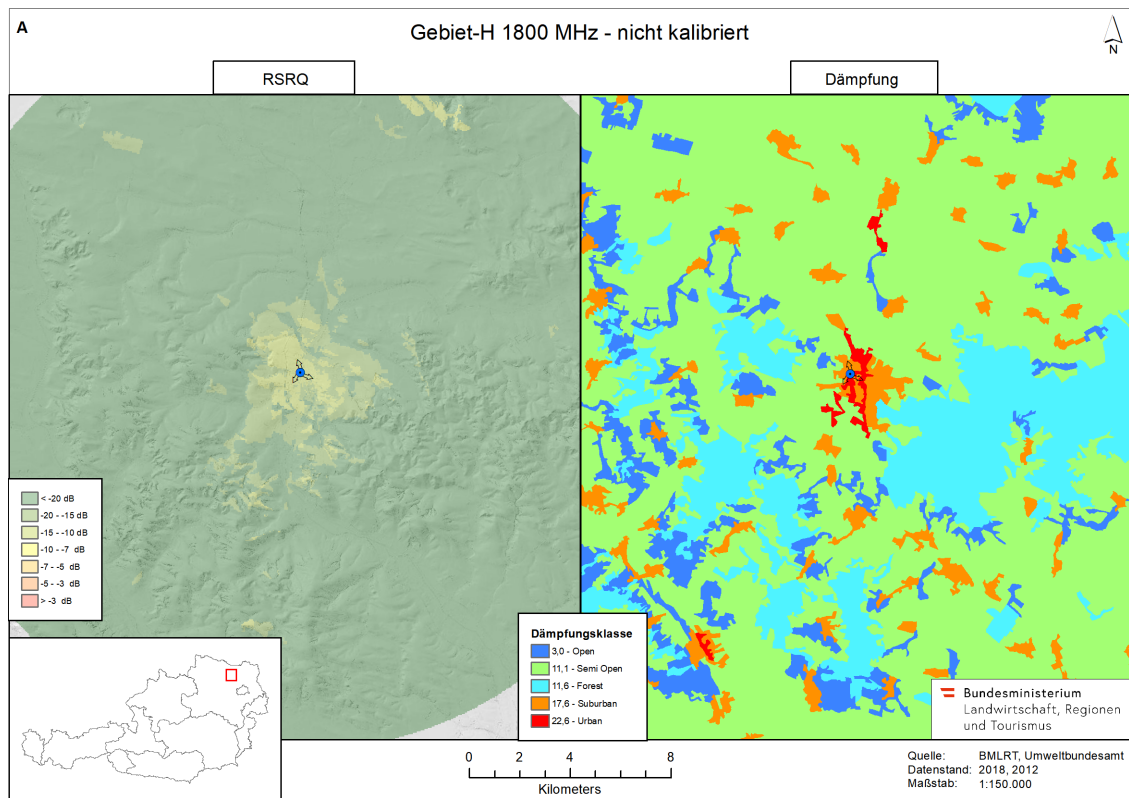 A
Gebiet-H 1800 MHz - nicht kalibriert
N
RSRQ
Dämpfung
< -20 dB
-20 - -15 dB
-15 - -10 dB
-10 - -7 dB
-7 - -5 dB
-5 - -3 dB
> -3 dB
Dämpfungsklasse
3,0 - Open
11,1 - Semi Open
11,6 - Forest
17,6 - Suburban
22,6 - Urban
Bundesministerium
Landwirtschaft, Regionen
und Tourismus
0 2 4 8
Kilometers
Quelle: BMLRT, Umweltbundesamt
Datenstand: 2018, 2012
Maßstab: 1:150.000